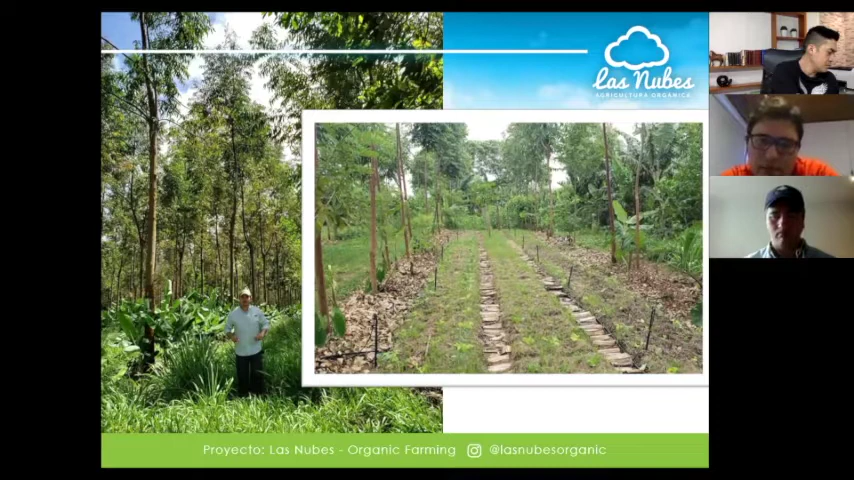 Las Nubes
AGRICULTURA ORGANICA
Proyecto: Las Nubes - Organic Farming @lasnubesorganic